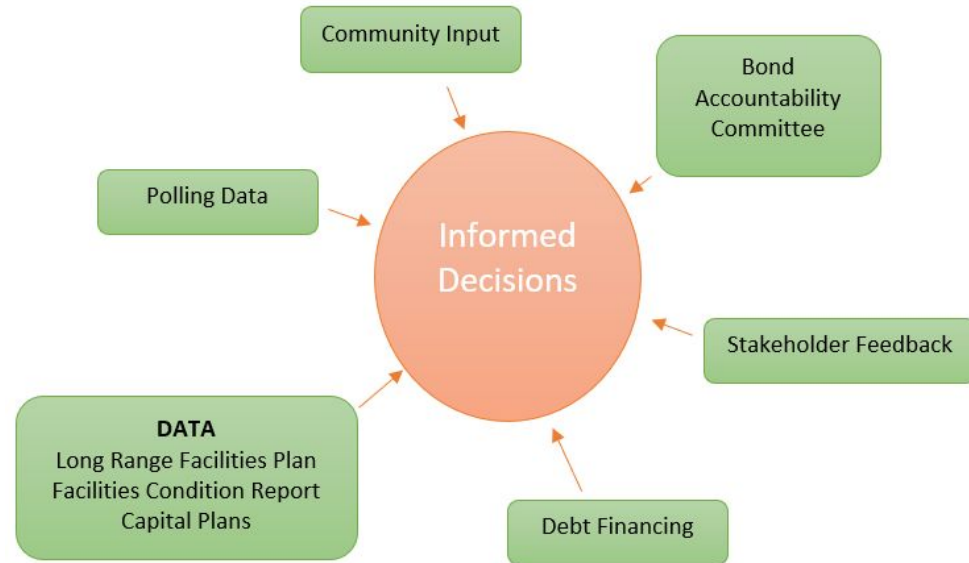 Community Input
Bond
Accountability
Committee
Polling Data
Informed
Decisions
Stakeholder Feedback
DATA
Long Range Facilities Plan
Facilities Condition Report
Capital Plans
Debt Financing